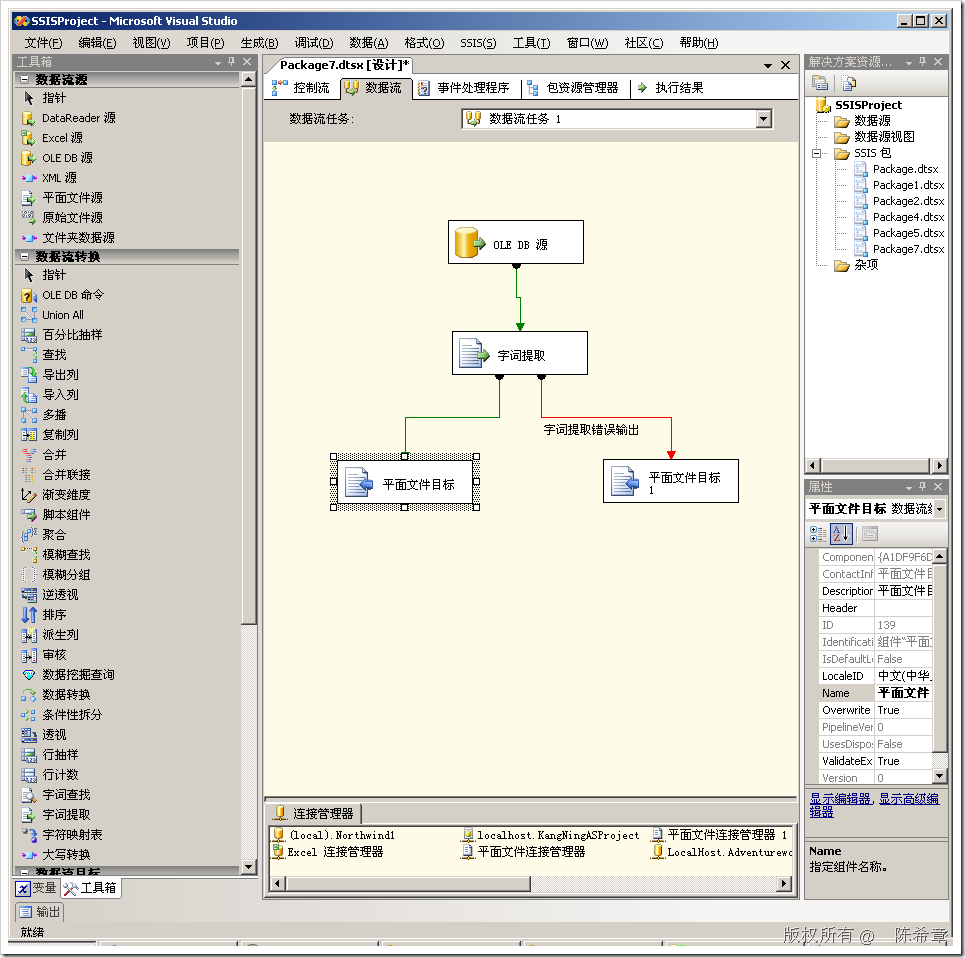 SSISProject - Microsoft Visual Studio
文件(F) 编辑(E) 视图(V) 项目(P) 生成(B) 调试(D) 数据(A) 格式(O) SSIS(S) 工具(T) 窗口(W) 社区(C) 帮助(H)
工具箱
数据流源
指针
DataReader 源
Excel 源
OLE DB 源
XML 源
平面文件源
原始文件源
文件夹数据源
数据流转换
指针
OLE DB 命令
Union All
百分比抽样
查找
导出列
导入列
多播
复制列
合并
合并联接
渐变维度
脚本组件
聚合
模糊查找
模糊分组
逆透视
排序
派生列
审核
数据挖掘查询
数据转换
条件性拆分
透视
行抽样
行计数
字词查找
字词提取
字符映射表
大写转换
数据流目标
变量 工具箱
输出
就绪
Package7.dtsx [设计]*
控制流 数据流 事件处理程序 包资源管理器 执行结果
数据流任务: 数据流任务 1
OLE DB 源
字词提取
字词提取错误输出
平面文件目标
平面文件目标
1
连接管理器
(local).Northwind1 localhost.KangNingASProject 平面文件连接管理器 1
Excel 连接管理器 平面文件连接管理器 LocalHost.Adventurewo
解决方案资源...
SSISProject
数据源
数据源视图
SSIS 包
Package.dtsx
Package1.dtsx
Package2.dtsx
Package4.dtsx
Package5.dtsx
Package7.dtsx
杂项
属性
平面文件目标 数据流组
Componen {A1DF9F6D
ContactInf 平面文件目
Description 平面文件目
Header
ID 139
Identificati 组件“平面文
IsDefaultLo False
LocaleID 中文(中华人
Name 平面文件
Overwrite True
PipelineVer 0
UsesDispos False
ValidateEx True
Version 0
显示编辑器, 显示高级编
辑器
Name
指定组件名称。
版权所有 @ 陈希章